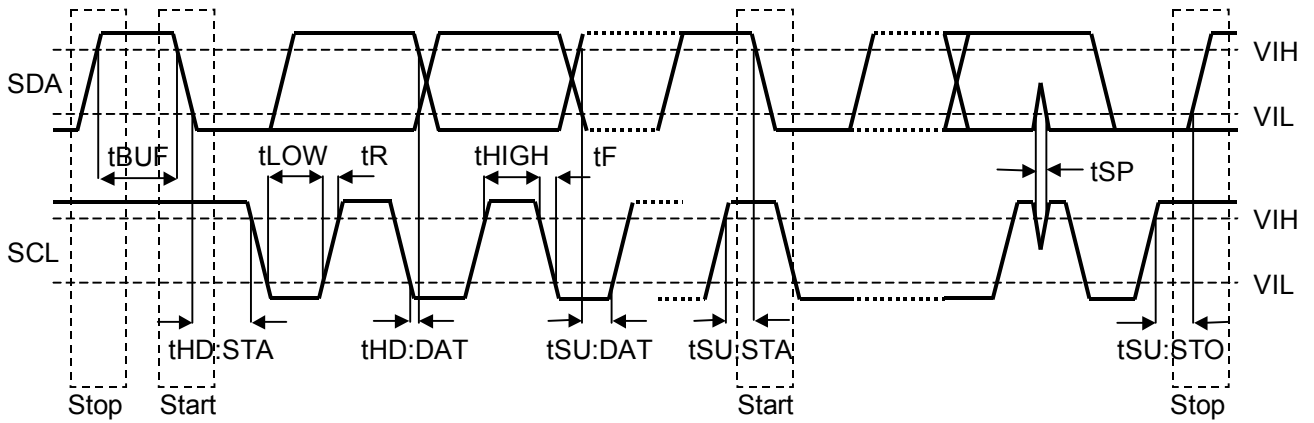 VIH
SDA
VIL
tBUF
tLOW
tR
tHIGH
tF
tSP
VIH
SCL
VIL
tHD:STA
tHD:DAT
tSU:DAT
tSU:STA
tSU:STO
Stop
Start
Start
Stop